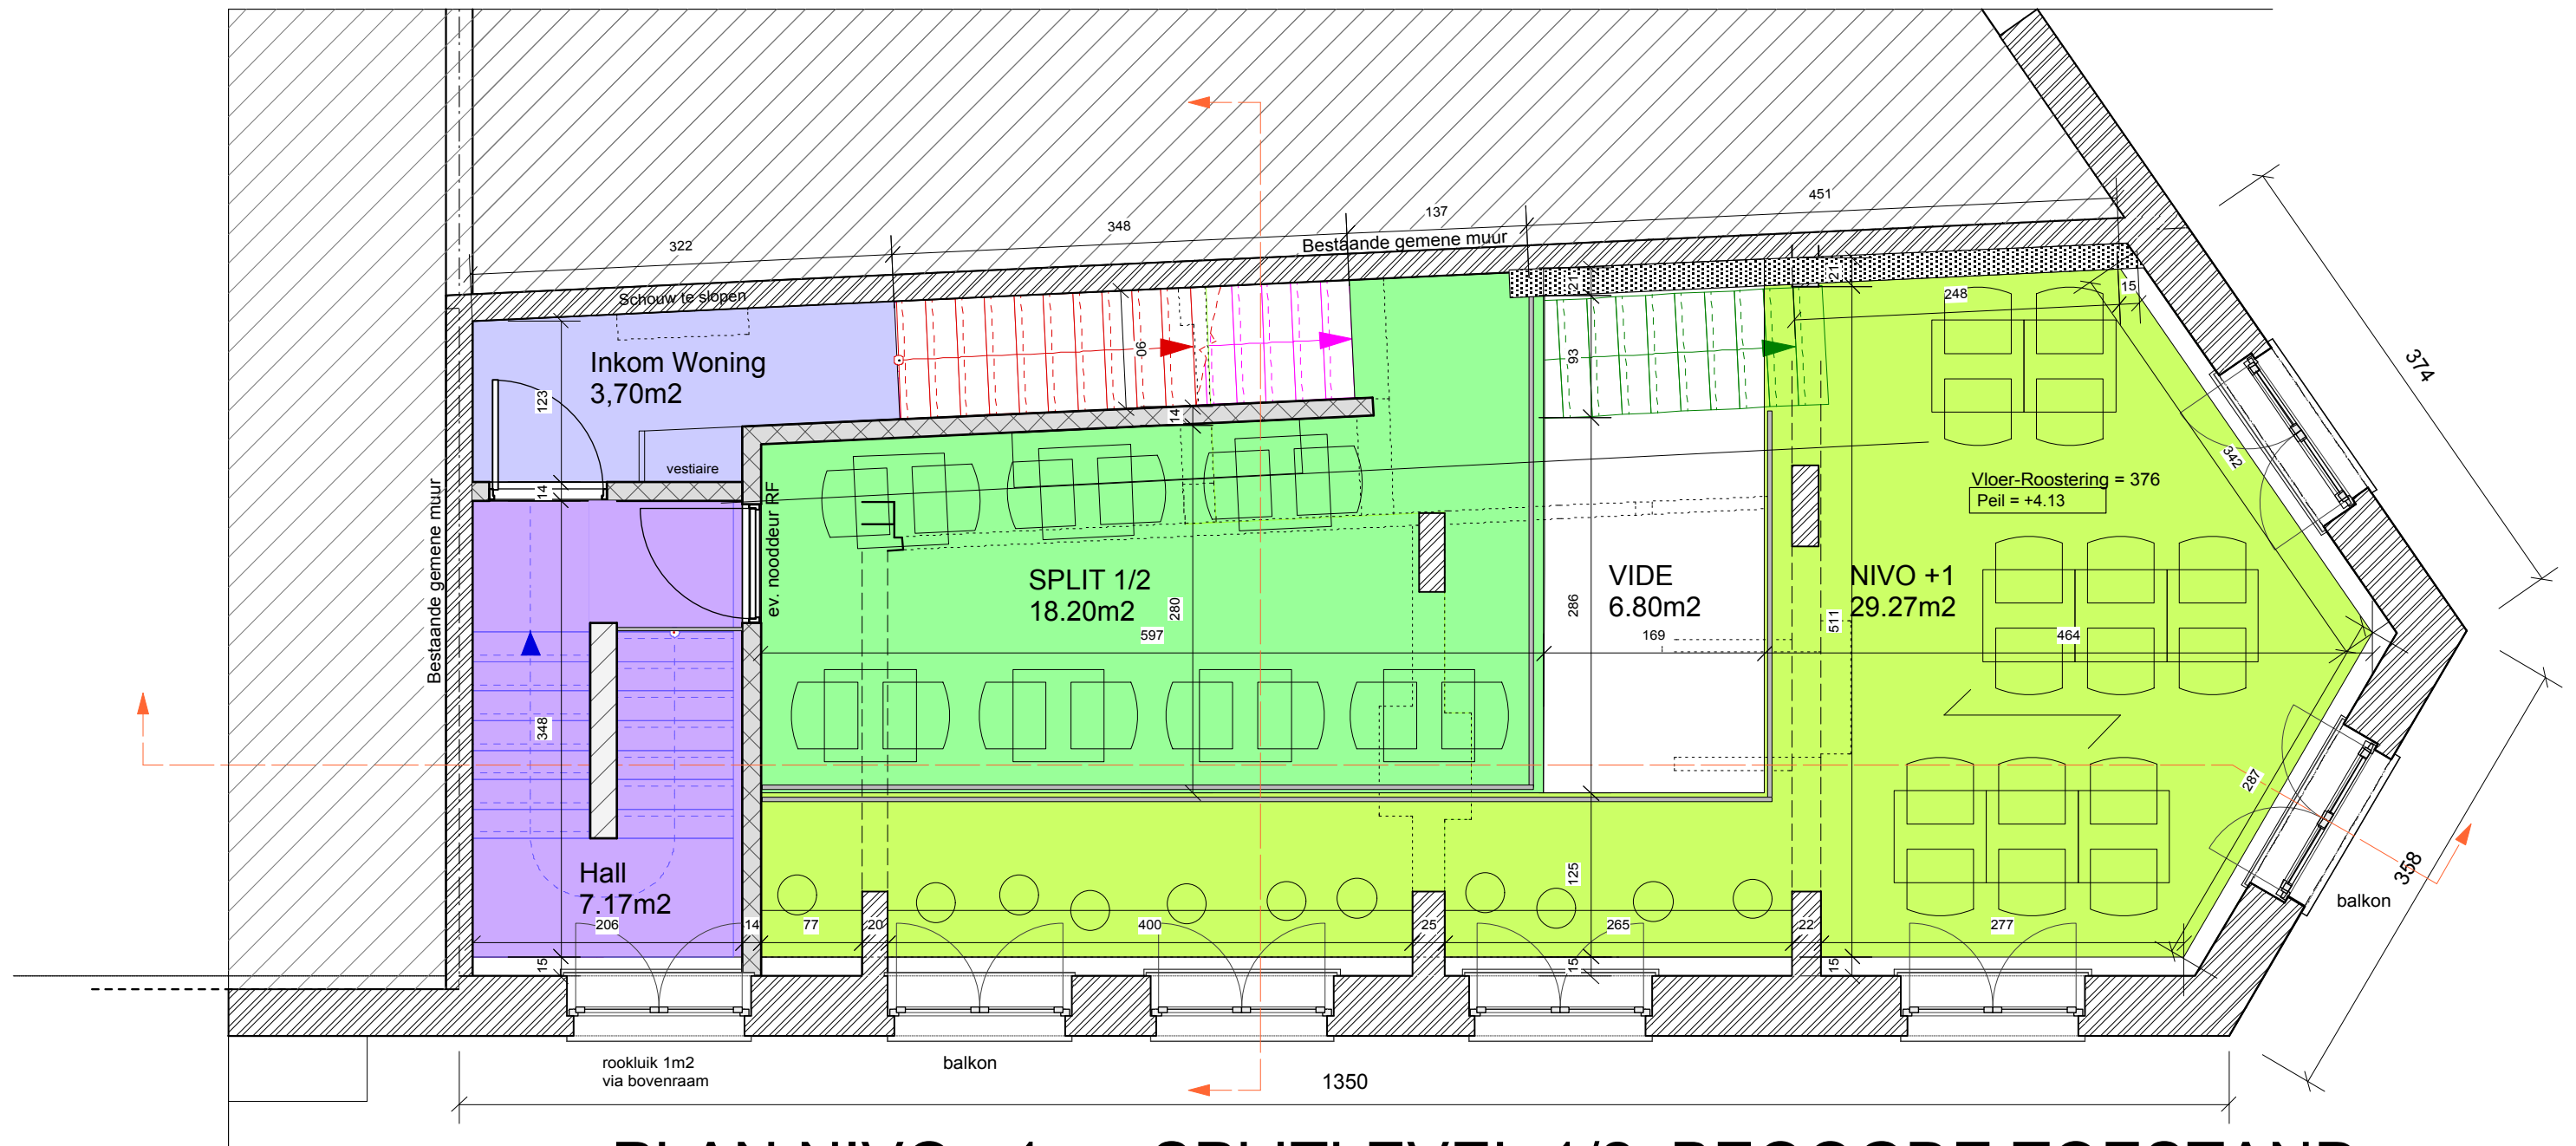 451
137
348
322
Bestaande gemene muur
Schouw te slopen
21
21
15
248
374
Inkom Woning
3,70m2
90
93
123
14
342
vestiaire
14
Vloer-Roostering = 376
Peil = +4.13
Bestaande gemene muur
ev. nooddeur RF
SPLIT 1/2
18.20m2
280
597
286
VIDE
6.80m2
169
NIVO +1
29.27m2
511
464
348
287
358
Hall
7.17m2
125
balkon
206
14
77
20
400
25
265
22
277
15
15
15
rookluik 1m2
via bovenraam
balkon
1350